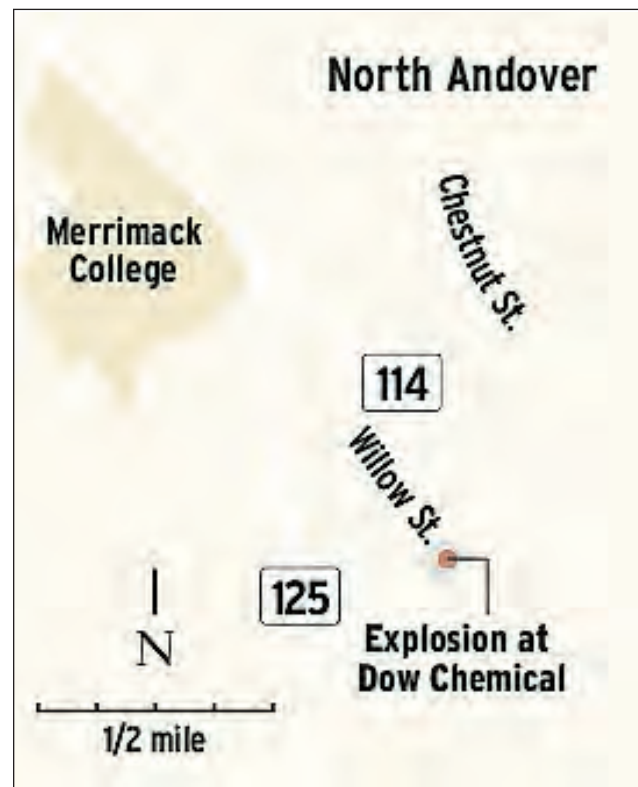 North Andover
Merrimack
College
Chestnut St.
114
Willow St.
125
Explosion at
Dow Chemical
N
1/2 mile